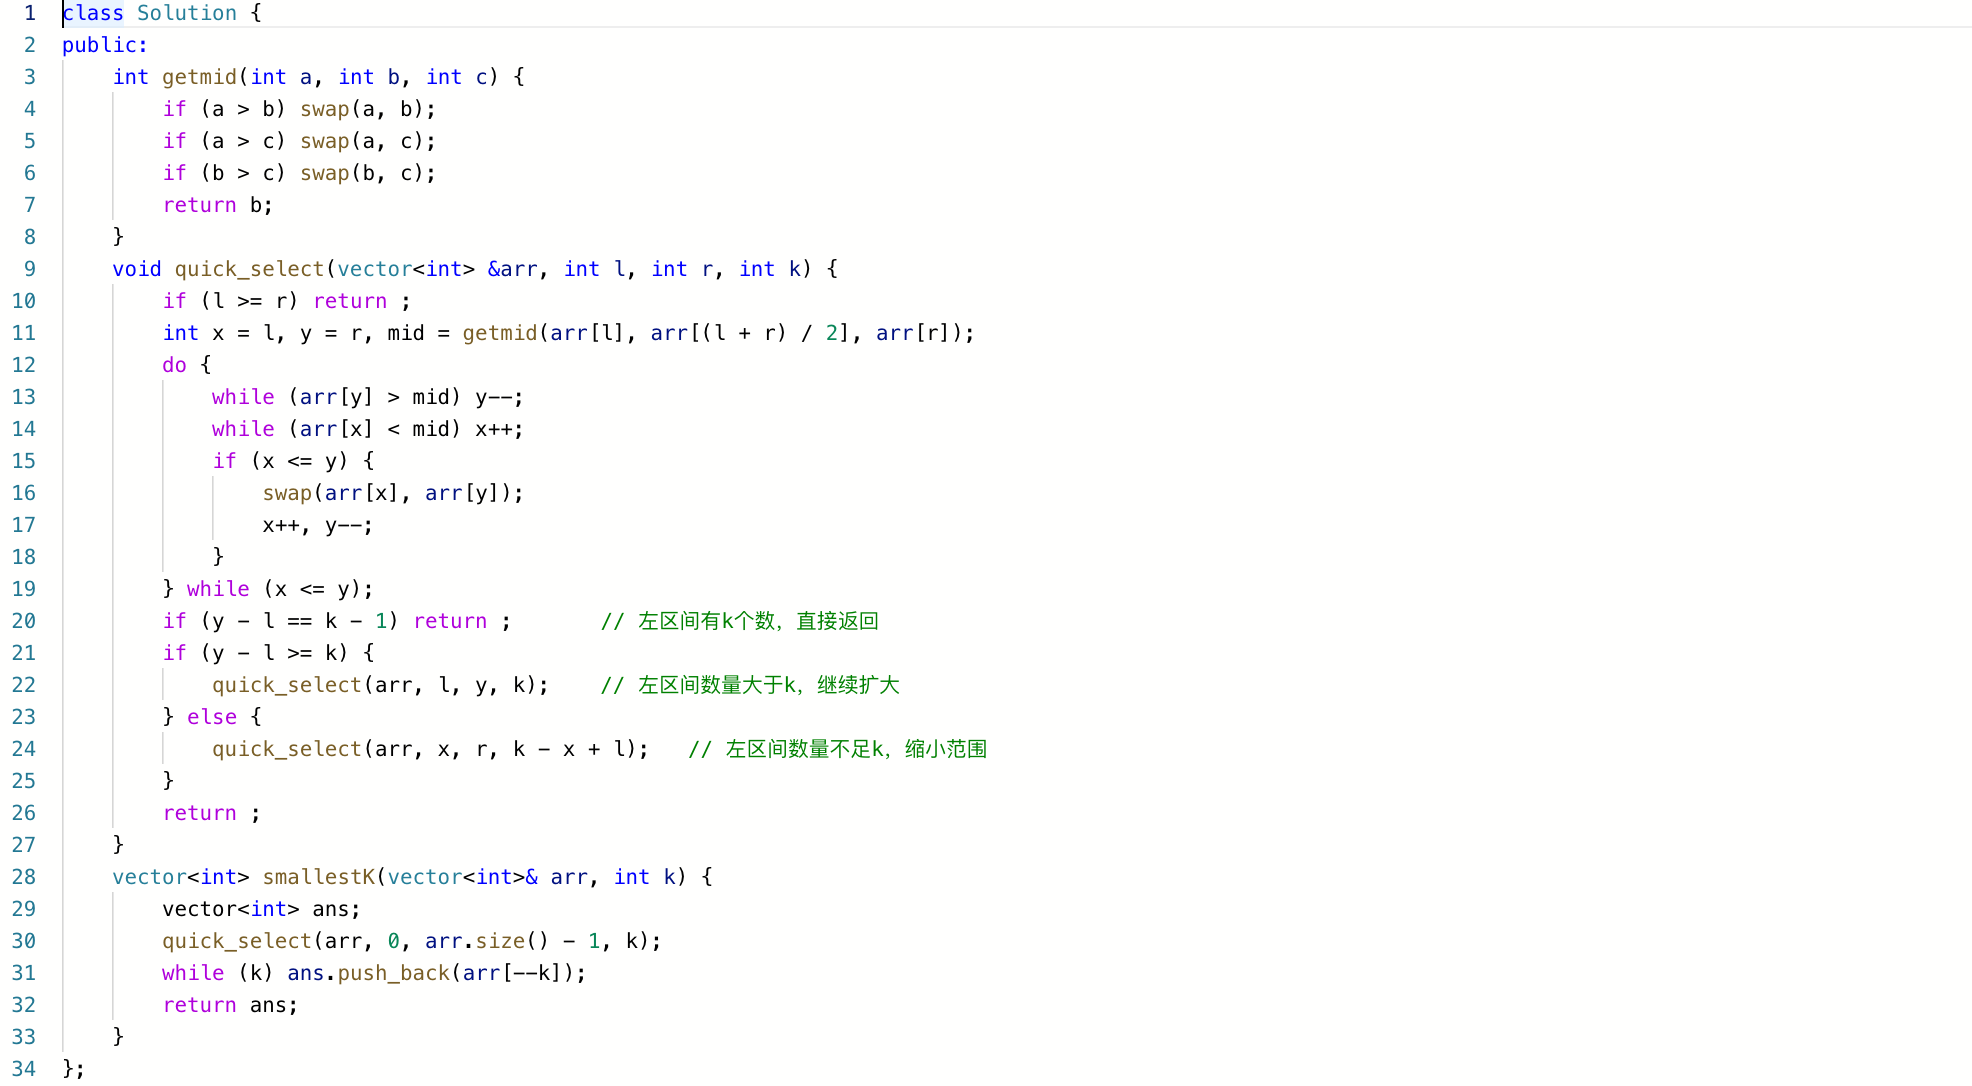 1 class Solution {
2 public:
3     int getmid(int a, int b, int c) {
4         if (a > b) swap(a, b);
5         if (a > c) swap(a, c);
6         if (b > c) swap(b, c);
7         return b;
8     }
9     void quick_select(vector<int> &arr, int l, int r, int k) {
10         if (l >= r) return ;
11         int x = l, y = r, mid = getmid(arr[l], arr[(l + r) / 2], arr[r]);
12         do {
13             while (arr[y] > mid) y--;
14             while (arr[x] < mid) x++;
15             if (x <= y) {
16                 swap(arr[x], arr[y]);
17                 x++, y--;
18             }
19         } while (x <= y);
20         if (y - l == k - 1) return ;       // 左区间有k个数，直接返回
21         if (y - l >= k) {
22             quick_select(arr, l, y, k);    // 左区间数量大于k，继续扩大
23         } else {
24             quick_select(arr, x, r, k - x + l);   // 左区间数量不足k，缩小范围
25         }
26         return ;
27     }
28     vector<int> smallestK(vector<int>& arr, int k) {
29         vector<int> ans;
30         quick_select(arr, 0, arr.size() - 1, k);
31         while (k) ans.push_back(arr[--k]);
32         return ans;
33     }
34 };